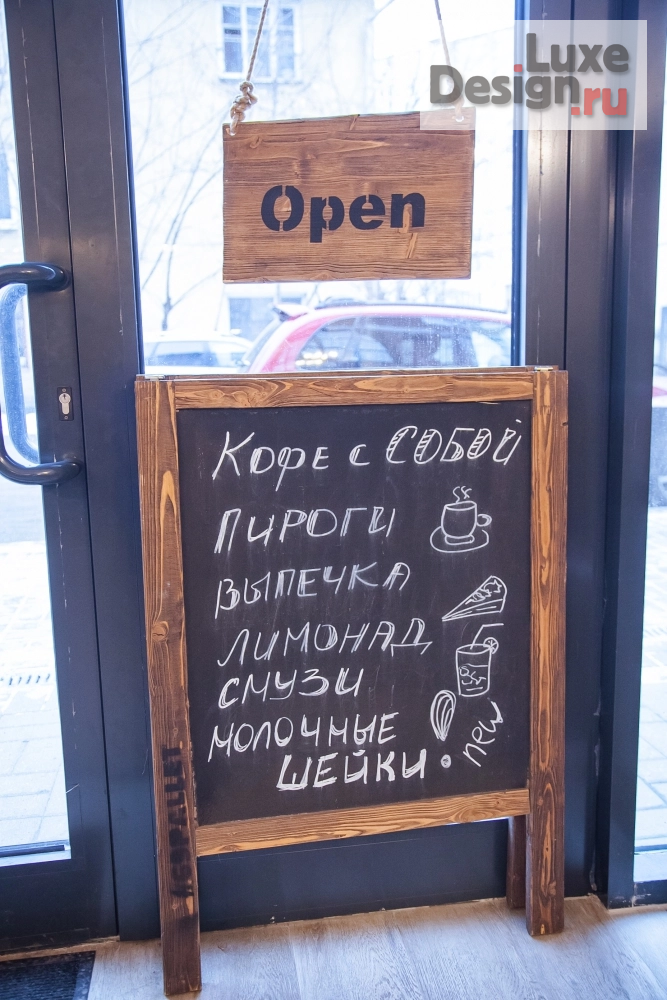 Luxe
Design.ru
Open
Кофе с СОБОЙ
ПИРОГИ
ВЫПЕЧКА
ЛИМОНАД,
СМУЗИ
МОЛОЧНЫЕ
ШЕЙКИ •
new